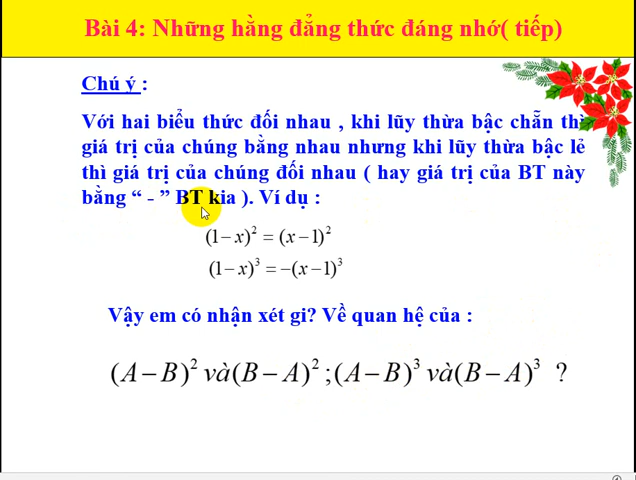 Bài 4: Những hằng đẳng thức đáng nhớ( tiếp)
Chú ý :
Với hai biểu thức đối nhau , khi lũy thừa bậc chẵn thì
giá trị của chúng bằng nhau nhưng khi lũy thừa bậc lẻ
thì giá trị của chúng đối nhau ( hay giá trị của BT này
bằng “ - ” BT kia ). Ví dụ :
(1−x)² = (x−1)²
(1−x)³ = −(x−1)³
Vậy em có nhận xét gi? Về quan hệ của :
(A−B)² và(B−A)² ;(A−B)³ và(B−A)³ ?